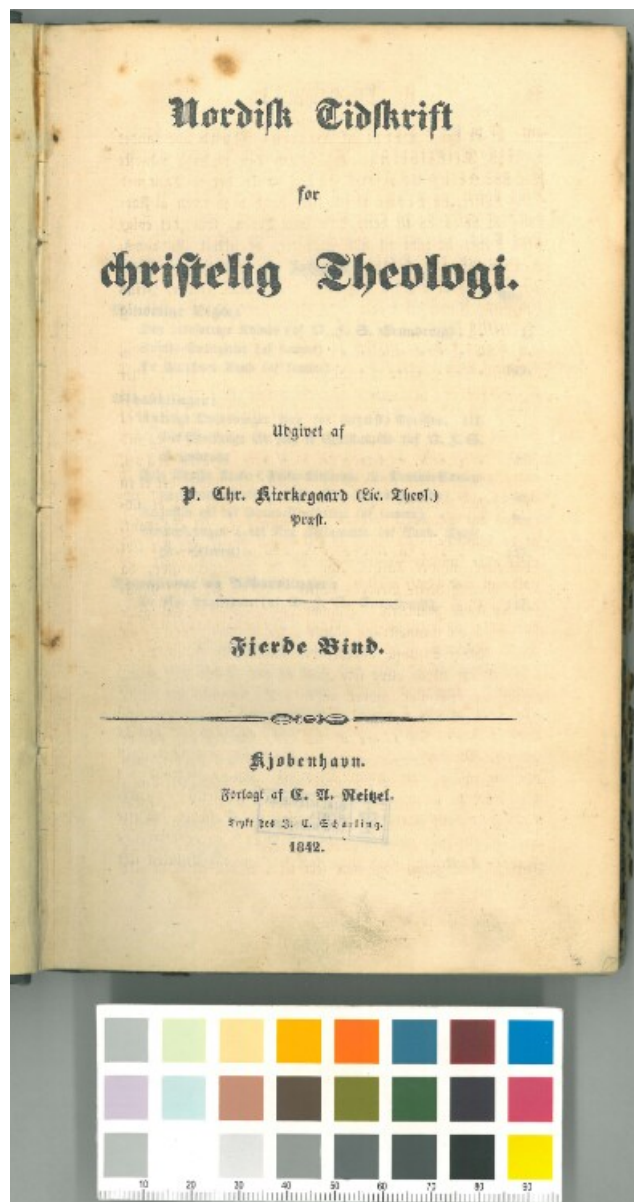 Nordisk Tidskrift
for
christelig Theologi.
Udgivet af
P. Chr. Kierkegaard (Lic. Theol.)
Præst.
Fjerde Bind.
Kjøbenhavn.
Forlagt af C. A. Reitzel.
Trykt hos J. C. Scharling.
1842.
10 20 30 40 50 60 70 80 90